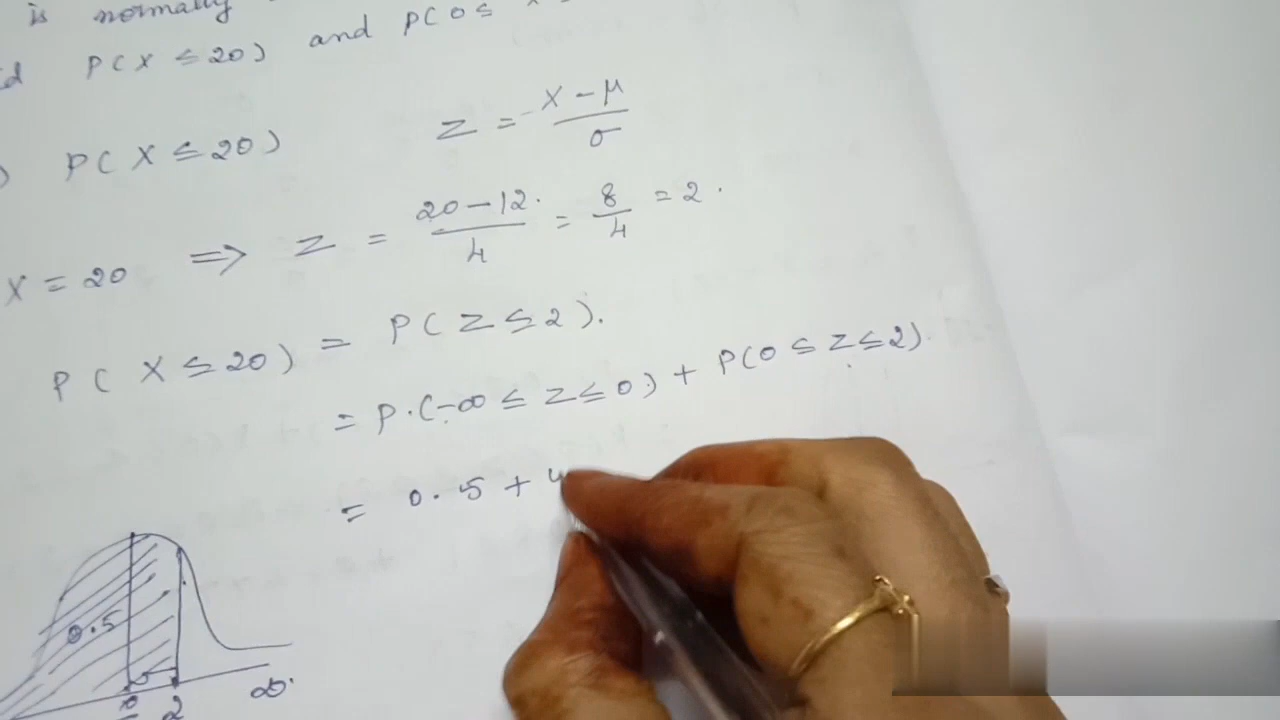 is normally
P(X ≤ 20) and P(0 ≤
P(X ≤ 20) Z = X - μ / σ
X = 20 ⇒ Z = 20 - 12 / 4 = 8 / 4 = 2.
P(X ≤ 20) = P(Z ≤ 2).
= P.(-∞ ≤ Z ≤ 0) + P(0 ≤ Z ≤ 2).
= 0.5 +
0.5
2 ∞.